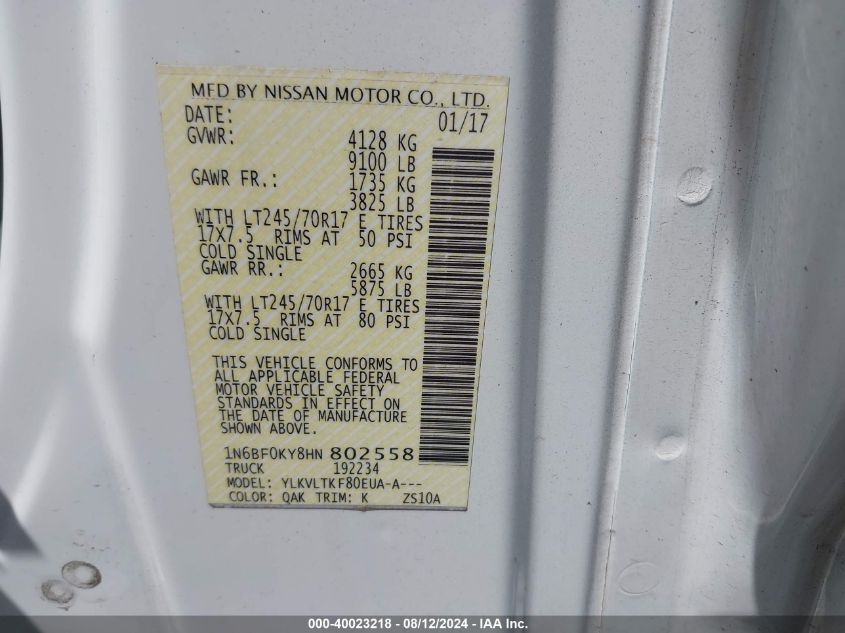 MFD BY NISSAN MOTOR CO., LTD.
DATE: 01/17
GVWR: 4128 KG
9100 LB
GAWR FR.: 1735 KG
3825 LB
WITH LT245/70R17 E TIRES
17X7.5 RIMS AT 50 PSI
COLD SINGLE
GAWR RR.: 2665 KG
5875 LB
WITH LT245/70R17 E TIRES
17X7.5 RIMS AT 80 PSI
COLD SINGLE
THIS VEHICLE CONFORMS TO
ALL APPLICABLE FEDERAL
MOTOR VEHICLE SAFETY
STANDARDS IN EFFECT ON
THE DATE OF MANUFACTURE
SHOWN ABOVE.
1N6BF0KY8HN 802558
TRUCK 192234
MODEL: YLKVLTKF80EUA-A---
COLOR: QAK TRIM: K ZS10A
000-40023218 - 08/12/2024 - IAA Inc.